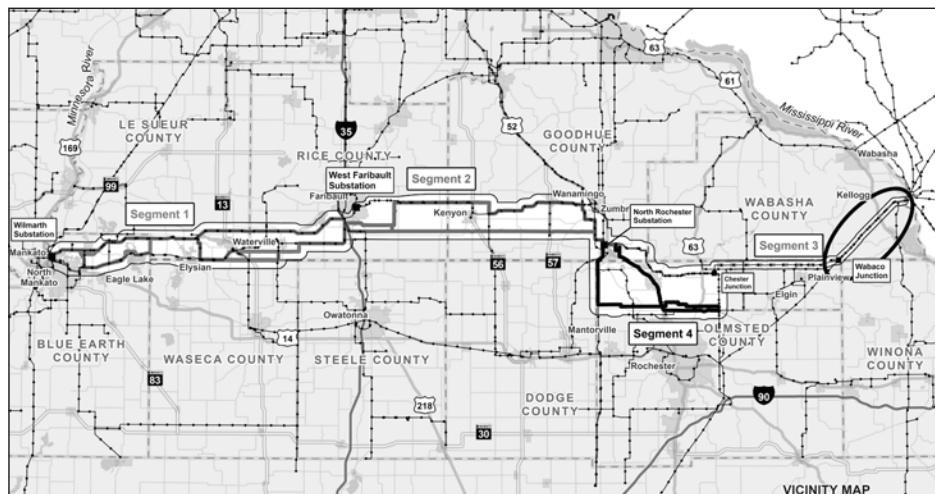 63
61
Minnesota River
Mississippi River
LE SUEUR
COUNTY
52
GOODHUE
COUNTY
35
169
RICE COUNTY
Wabasha
West Faribault
Substation
Segment 2
99
Faribault
Kellogg
13
Wanamingo
WABASHA
COUNTY
Segment 1
Kenyon
Zumbr
North Rochester
Substation
Wilmarth
Substation
Waterville
63
Segment 3
Mankato
56
57
Wabaco
Junction
North
Mankato
Elysian
Chester
Junction
Plainview
Eagle Lake
Elgin
Owatonna
Mantorville
Segment 4
OLMSTED
COUNTY
14
BLUE EARTH
COUNTY
WASECA COUNTY
STEELE COUNTY
WINONA
COUNTY
Rochester
83
DODGE
COUNTY
90
218
30
VICINITY MAP